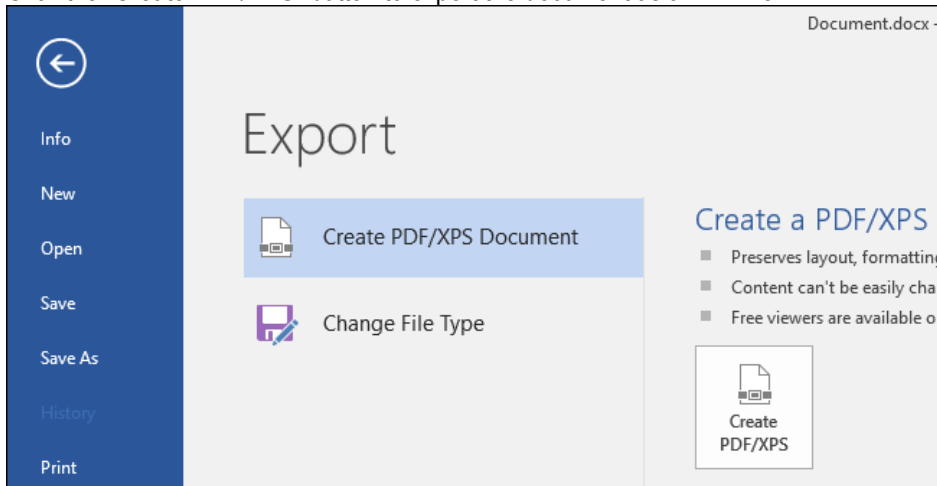 Document.docx -
Info
New
Open
Save
Save As
History
Print
Export
Create PDF/XPS Document
Change File Type
Create a PDF/XPS
Preserves layout, formatting
Content can't be easily cha
Free viewers are available o
Create
PDF/XPS